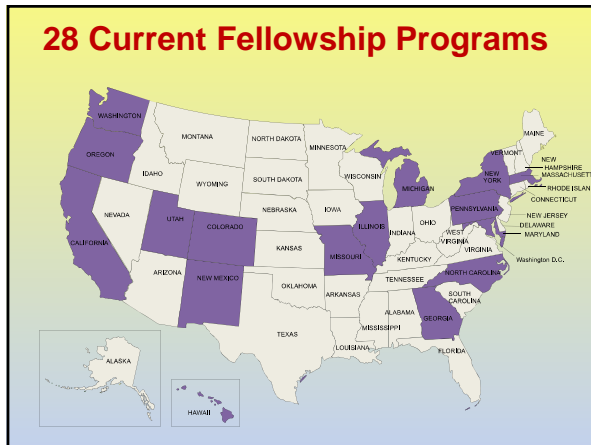 28 Current Fellowship Programs
WASHINGTON
MONTANA
NORTH DAKOTA
MINNESOTA
MAINE
VERMONT
NEW
HAMPSHIRE
MASSACHUSETT
OREGON
IDAHO
SOUTH DAKOTA
WISCONSIN
MICHIGAN
NEW
YORK
RHODE ISLAN
CONNECTICUT
WYOMING
IOWA
PENNSYLVANIA
NEW JERSEY
NEVADA
NEBRASKA
ILLINOIS
INDIANA
OHIO
DELAWARE
MARYLAND
UTAH
COLORADO
WEST
VIRGINIA
VIRGINIA
Washington D.C.
CALIFORNIA
KANSAS
MISSOURI
KENTUCKY
NORTH CAROLINA
ARIZONA
NEW MEXICO
OKLAHOMA
ARKANSAS
TENNESSEE
SOUTH
CAROLINA
TEXAS
MISSISSIPPI
ALABAMA
GEORGIA
LOUISIANA
FLORIDA
ALASKA
HAWAII